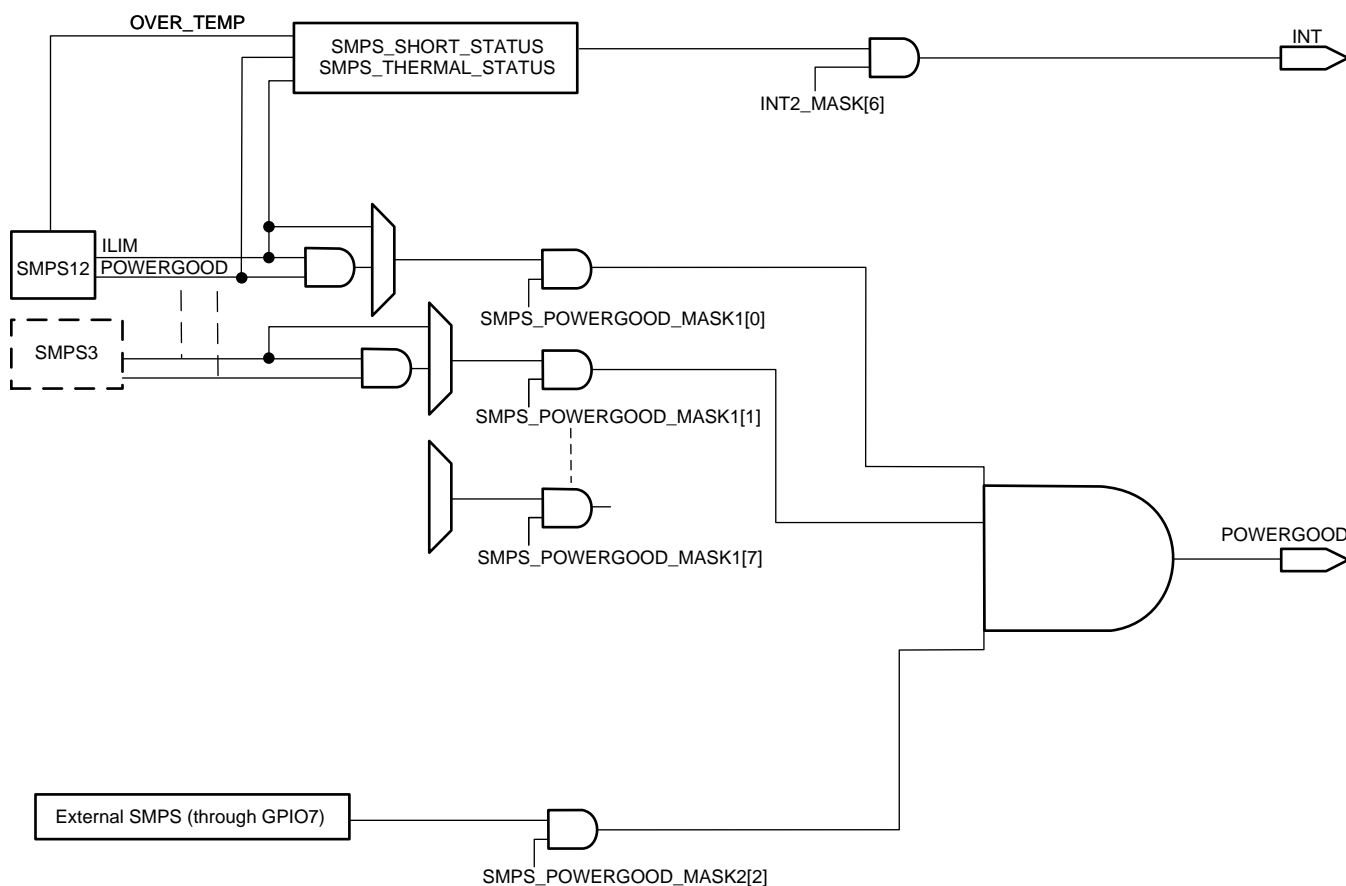 OVER_TEMP
SMPS_SHORT_STATUS
SMPS_THERMAL_STATUS
INT
INT2_MASK[6]
SMPS12
ILIM
POWERGOOD
SMPS_POWERGOOD_MASK1[0]
SMPS3
SMPS_POWERGOOD_MASK1[1]
SMPS_POWERGOOD_MASK1[7]
POWERGOOD
External SMPS (through GPIO7)
SMPS_POWERGOOD_MASK2[2]